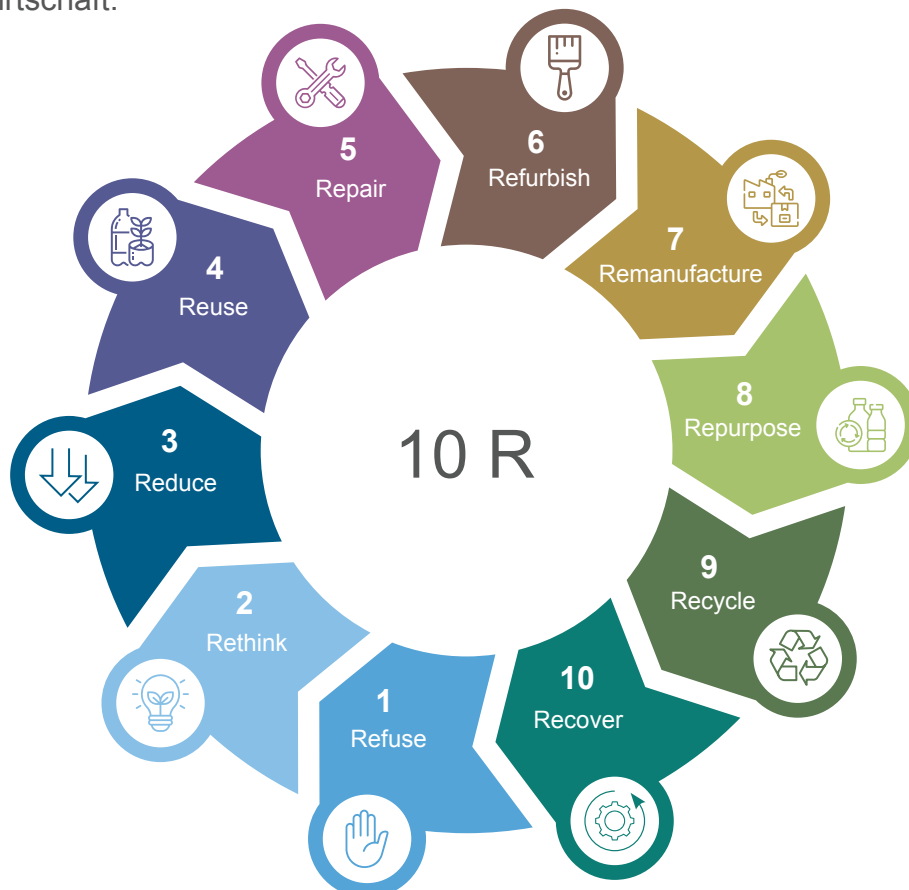 10 R
1
Refuse
2
Rethink
3
Reduce
4
Reuse
5
Repair
6
Refurbish
7
Remanufacture
8
Repurpose
9
Recycle
10
Recover